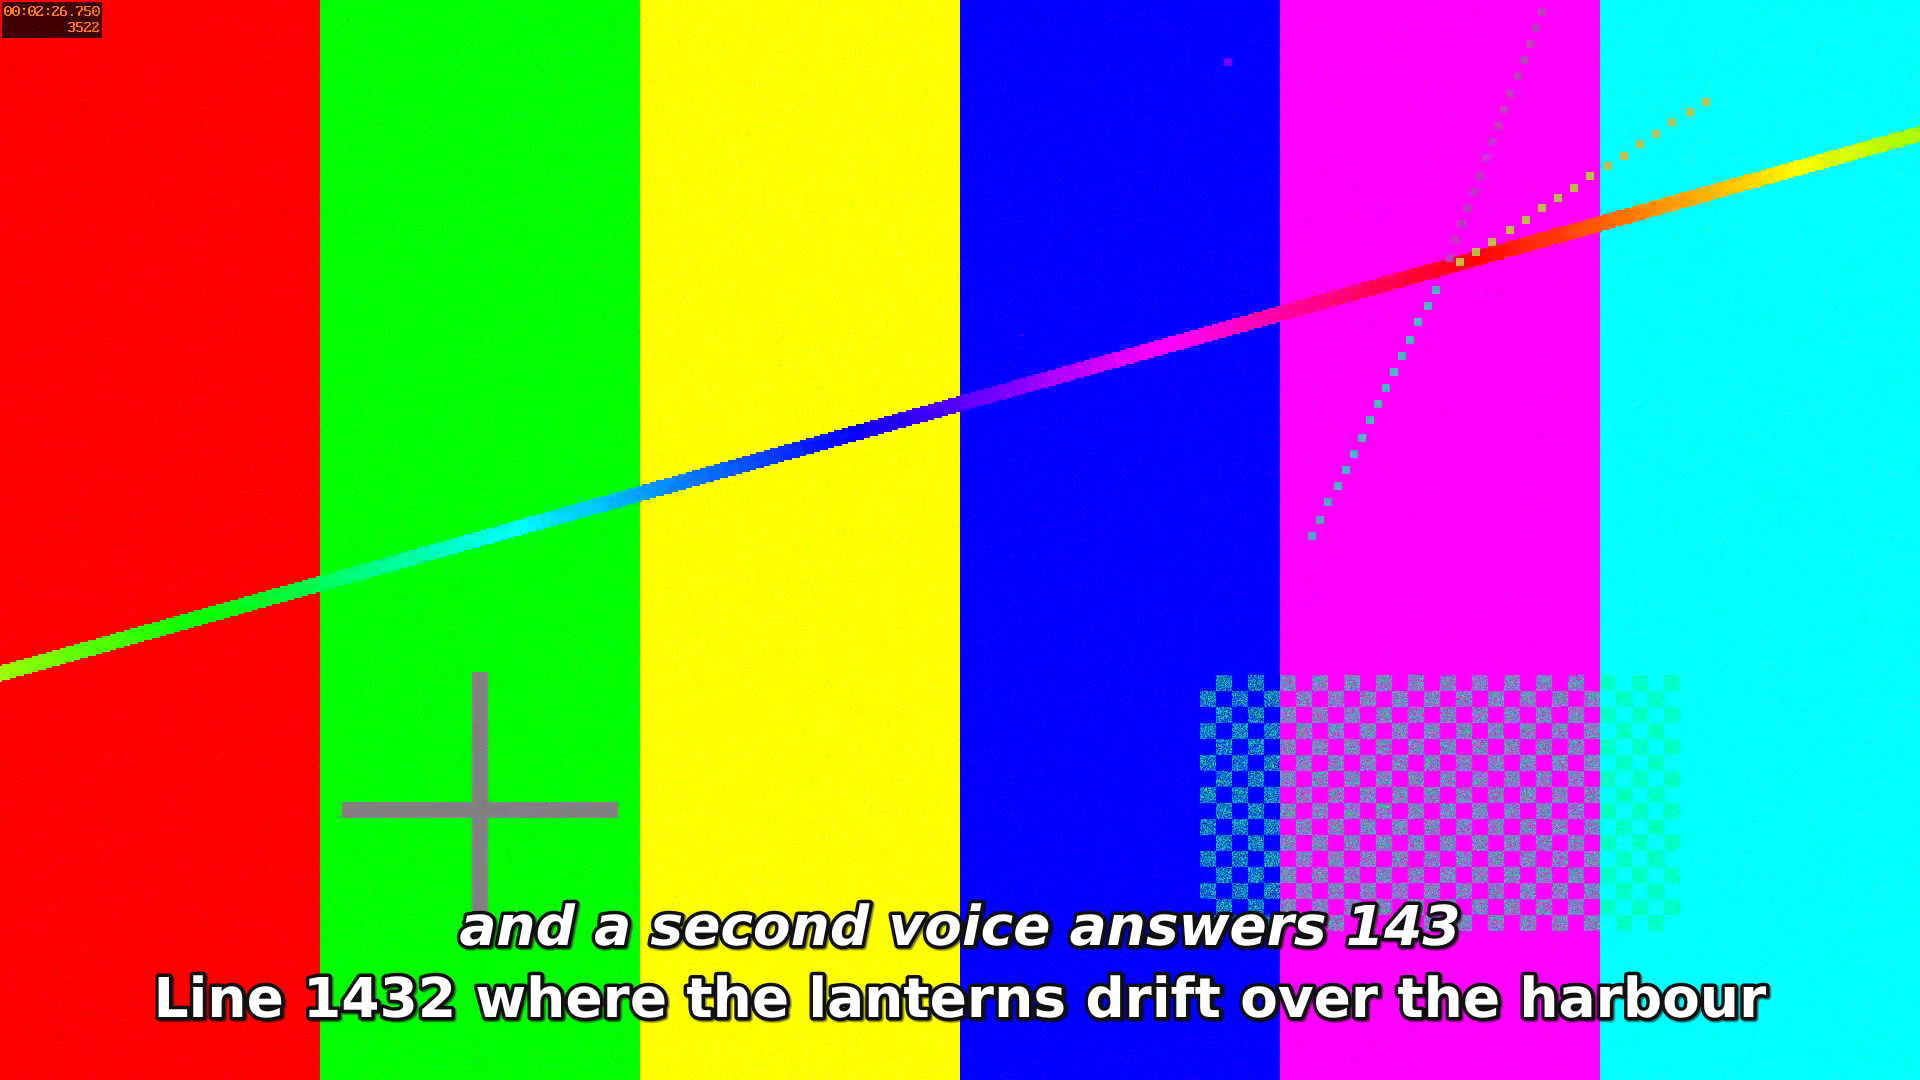 00:02:26.750
3522
and a second voice answers 143
Line 1432 where the lanterns drift over the harbour